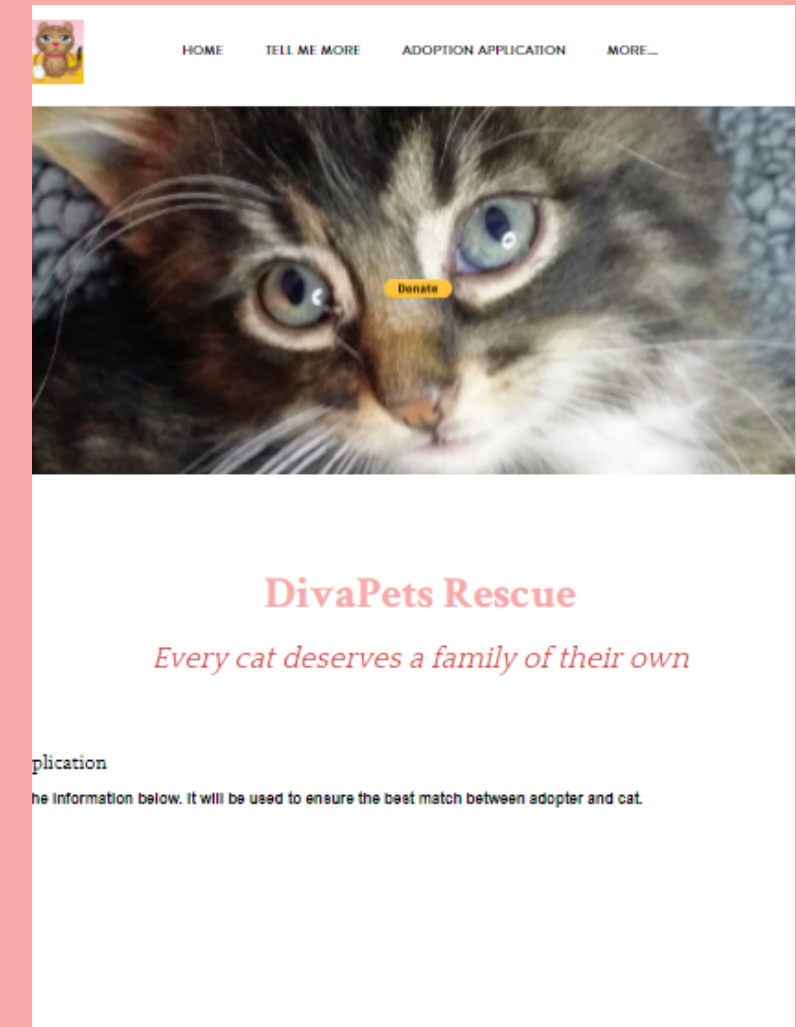 HOME TELL ME MORE ADOPTION APPLICATION MORE...
Donate
DivaPets Rescue
Every cat deserves a family of their own
plication
he information below. It will be used to ensure the best match between adopter and cat.